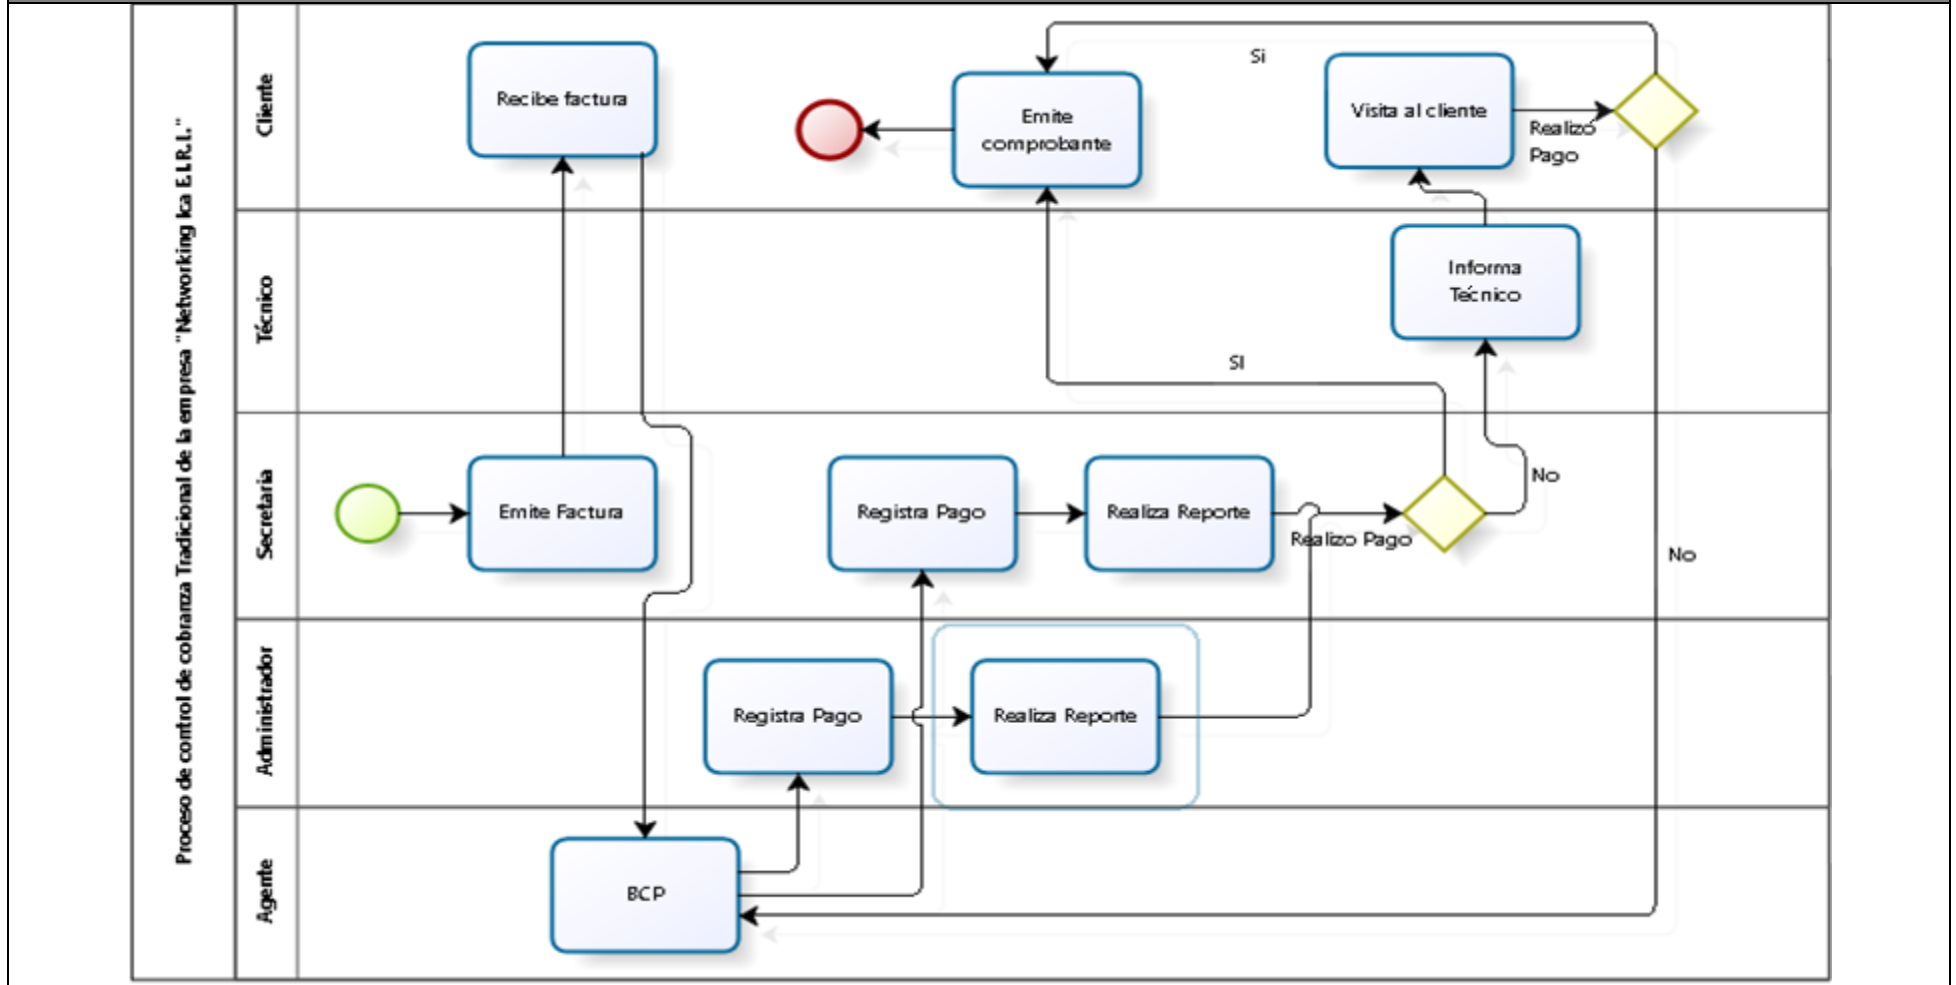 Proceso de control de cobranza Tradicional de la empresa "Networking Ica E.I.R.L."
Cliente
Recibe factura
Emite
comprobante
Si
Visita al cliente
Realizo
Pago
Técnico
Informa
Técnico
SI
Secretaria
Emite Factura
Registra Pago
Realiza Reporte
Realizo Pago
No
No
Administrador
Registra Pago
Realiza Reporte
Agente
BCP